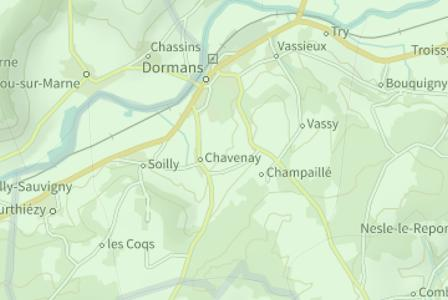 Try
Chassins
Vassieux
Troissy
rne
Dormans
ou-sur-Marne
Bouquigny
Vassy
Chavenay
Soilly
Champaillé
lly-Sauvigny
urthiézy
Nesle-le-Repon
les Coqs
Comb